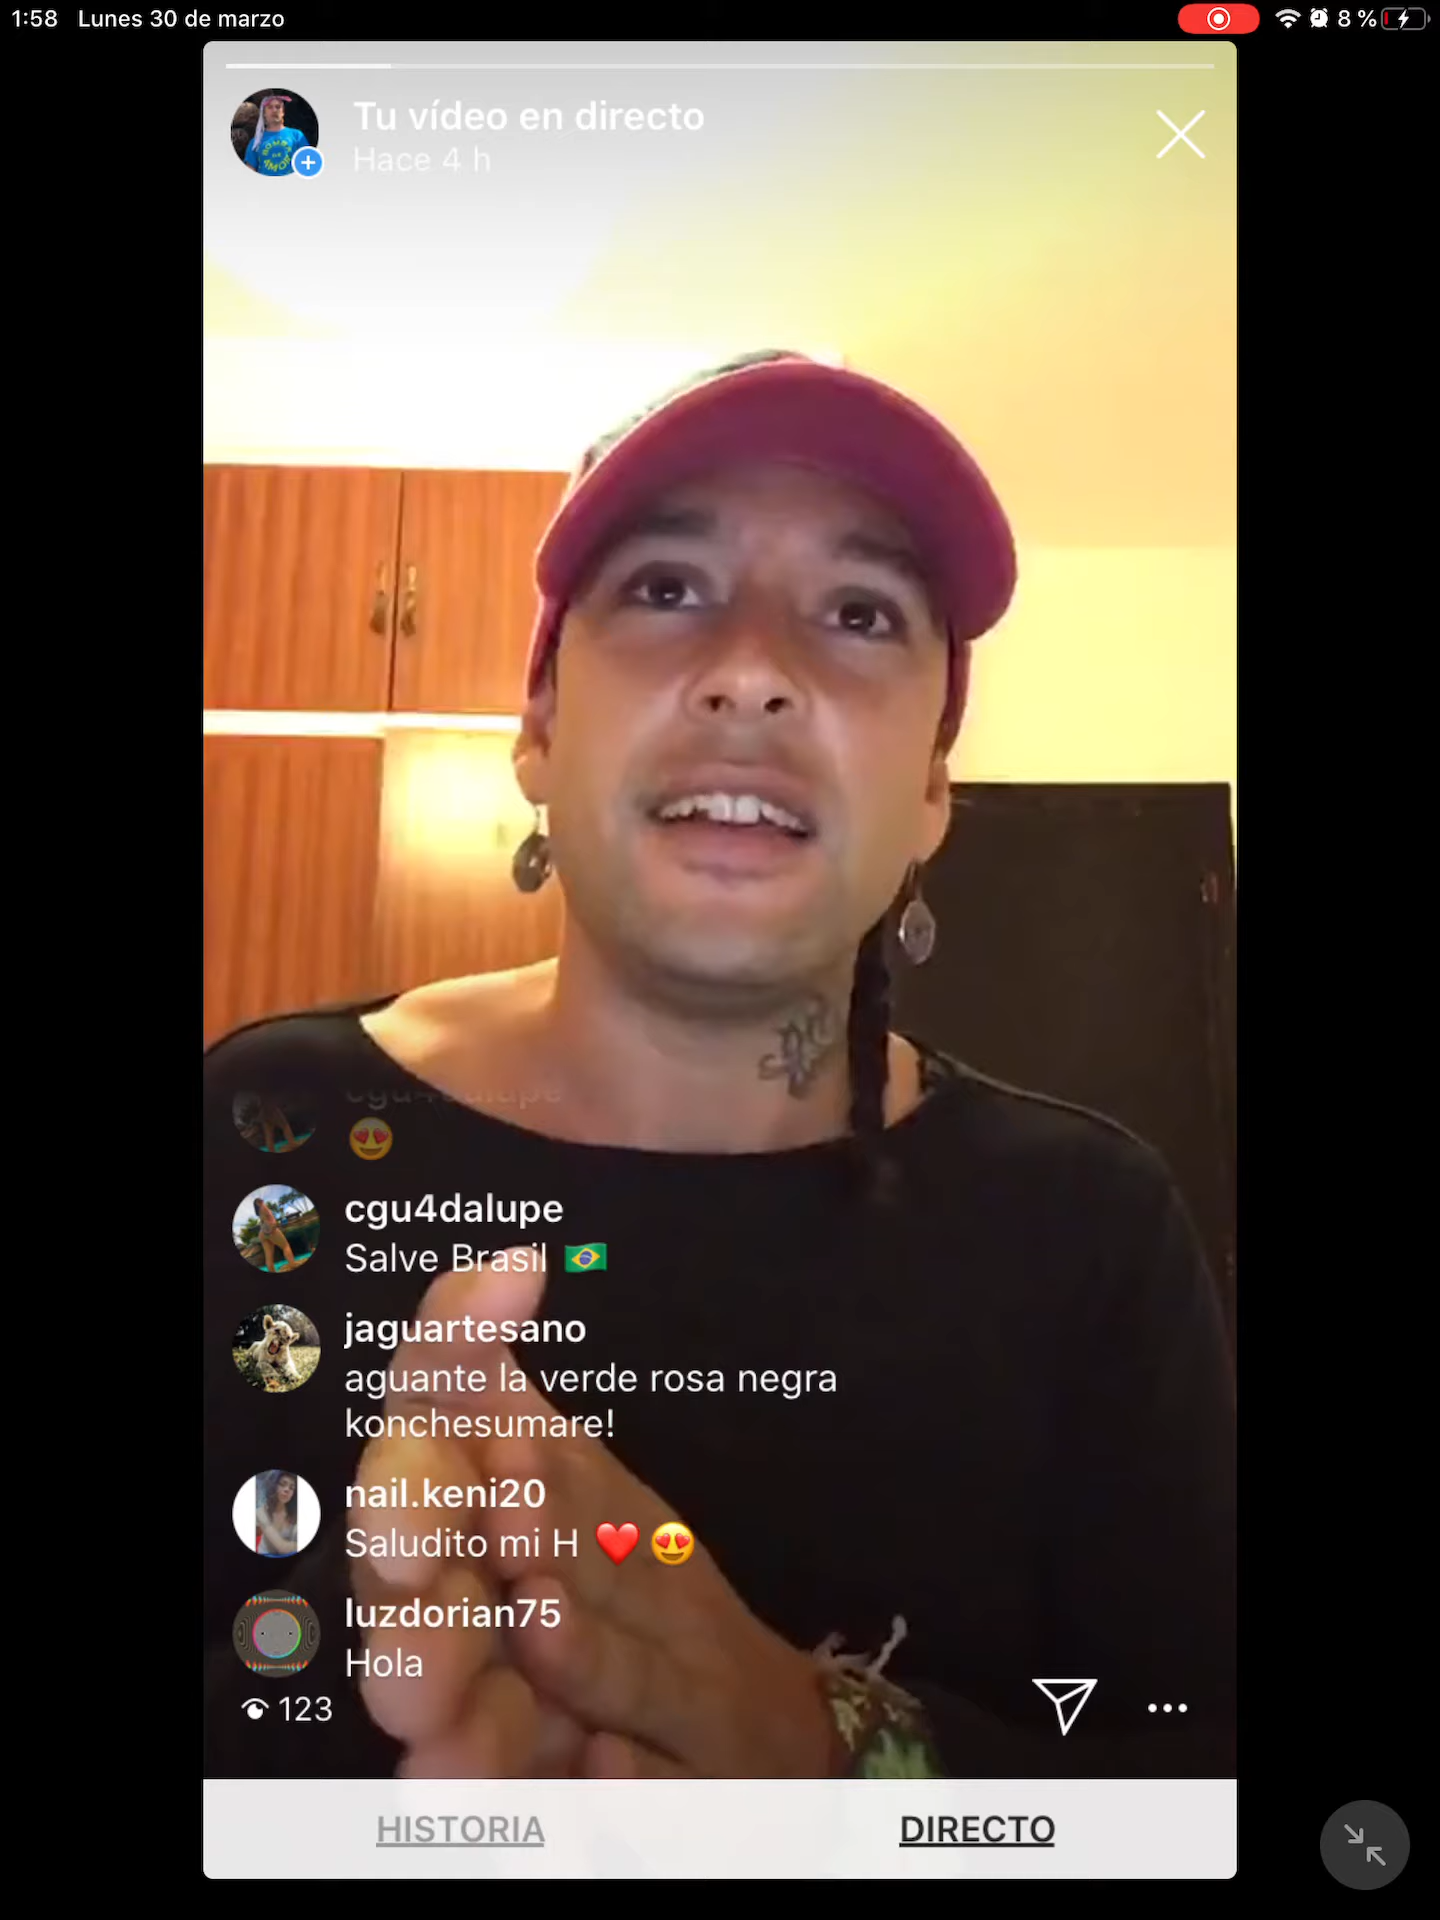 1:58 Lunes 30 de marzo
8 %
Tu vídeo en directo
Hace 4 h
cgu4dalupe
😍
cgu4dalupe
Salve Brasil 🇧🇷
jaguartesano
aguante la verde rosa negra
konchesumare!
nail.keni20
Saludito mi H ❤️ 😍
luzdorian75
Hola
123
HISTORIA
DIRECTO